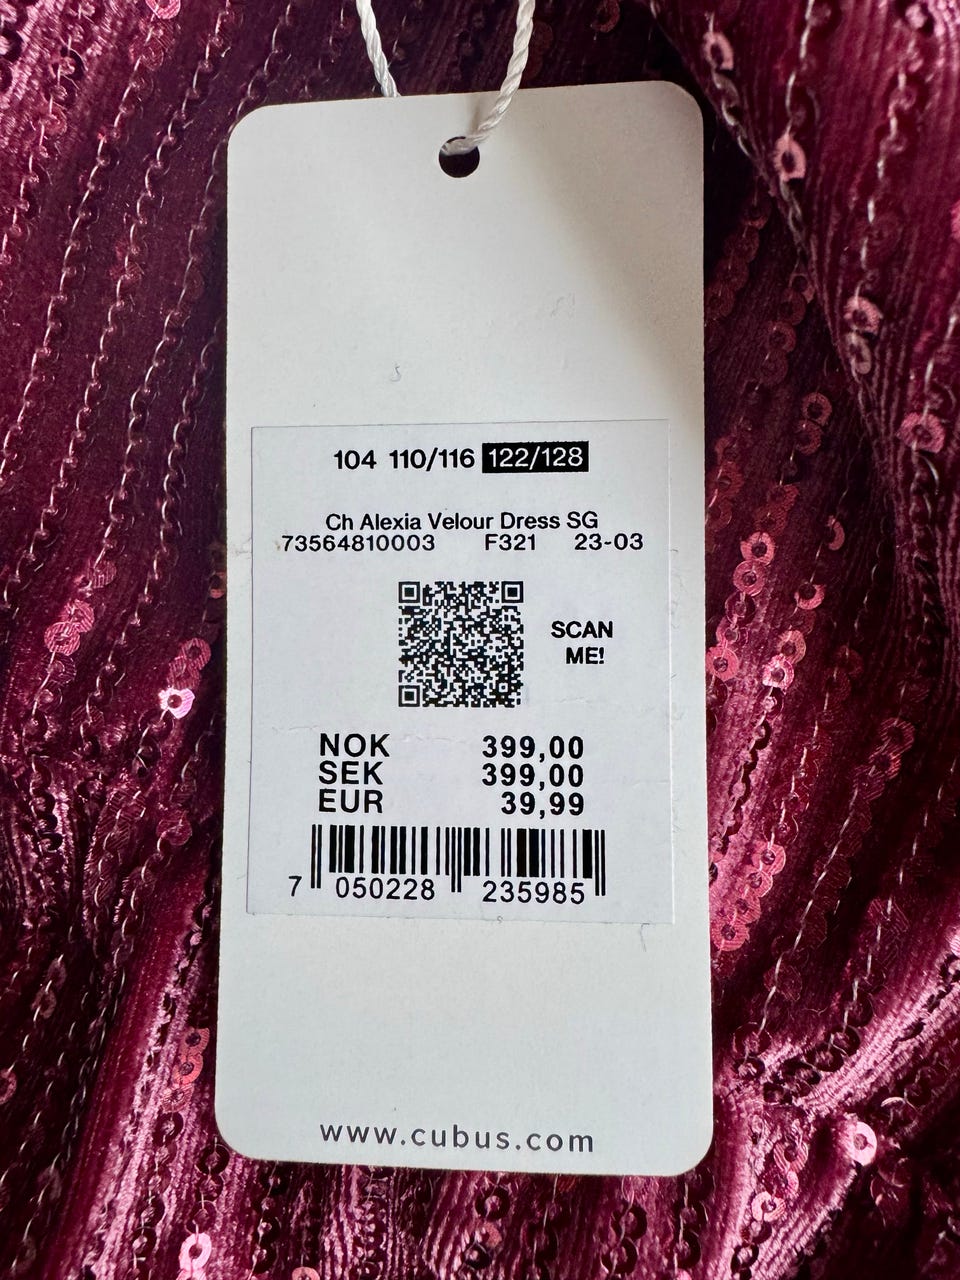 104 110/116 122/128
Ch Alexia Velour Dress SG
73564810003 F321 23-03
SCAN
ME!
NOK 399,00
SEK 399,00
EUR 39,99
7 050228 235985
www.cubus.com